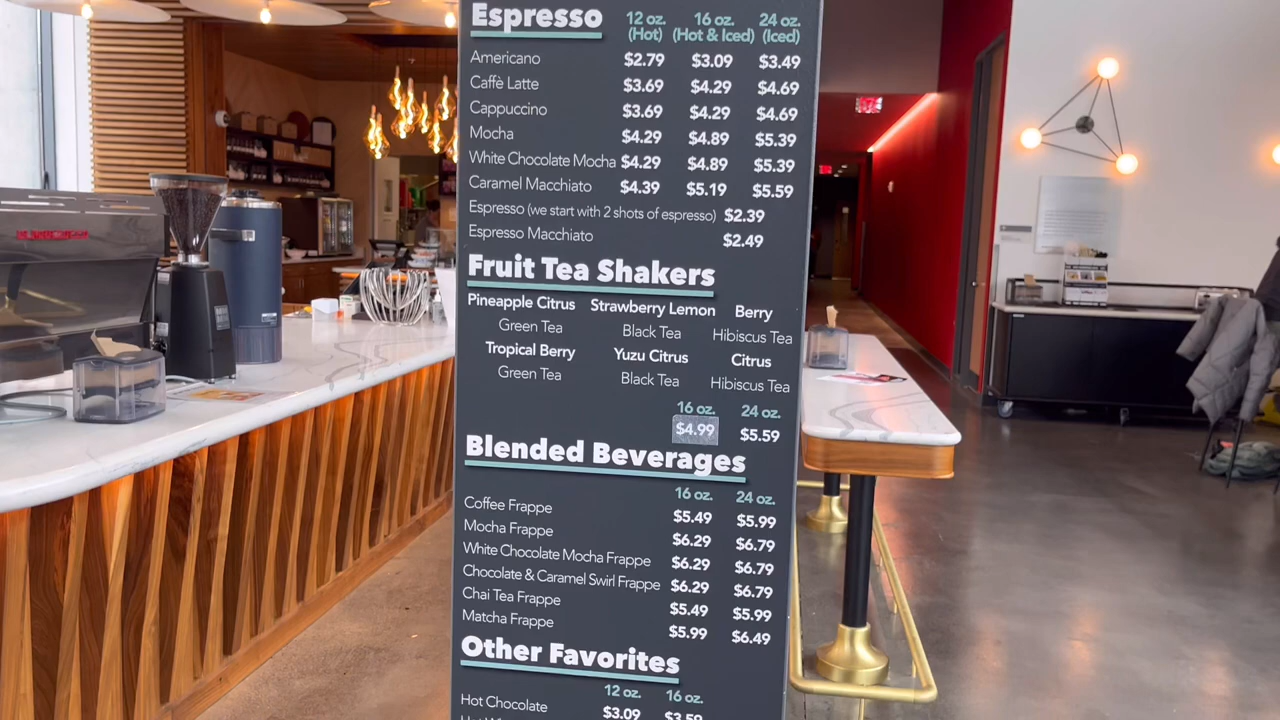 Espresso
12 oz. 16 oz. 24 oz.
(Hot) (Hot & Iced) (Iced)
Americano $2.79 $3.09 $3.49
Caffè Latte $3.69 $4.29 $4.69
Cappuccino $3.69 $4.29 $4.69
Mocha $4.29 $4.89 $5.39
White Chocolate Mocha $4.29 $4.89 $5.39
Caramel Macchiato $4.39 $5.19 $5.59
Espresso (we start with 2 shots of espresso) $2.39
Espresso Macchiato $2.49
Fruit Tea Shakers
Pineapple Citrus Strawberry Lemon Berry
Green Tea Black Tea Hibiscus Tea
Tropical Berry Yuzu Citrus Citrus
Green Tea Black Tea Hibiscus Tea
16 oz. 24 oz.
$4.99 $5.59
Blended Beverages
16 oz. 24 oz.
Coffee Frappe $5.49 $5.99
Mocha Frappe $6.29 $6.79
White Chocolate Mocha Frappe $6.29 $6.79
Chocolate & Caramel Swirl Frappe $6.29 $6.79
Chai Tea Frappe $5.49 $5.99
Matcha Frappe $5.99 $6.49
Other Favorites
12 oz. 16 oz.
Hot Chocolate $3.09 $3.59